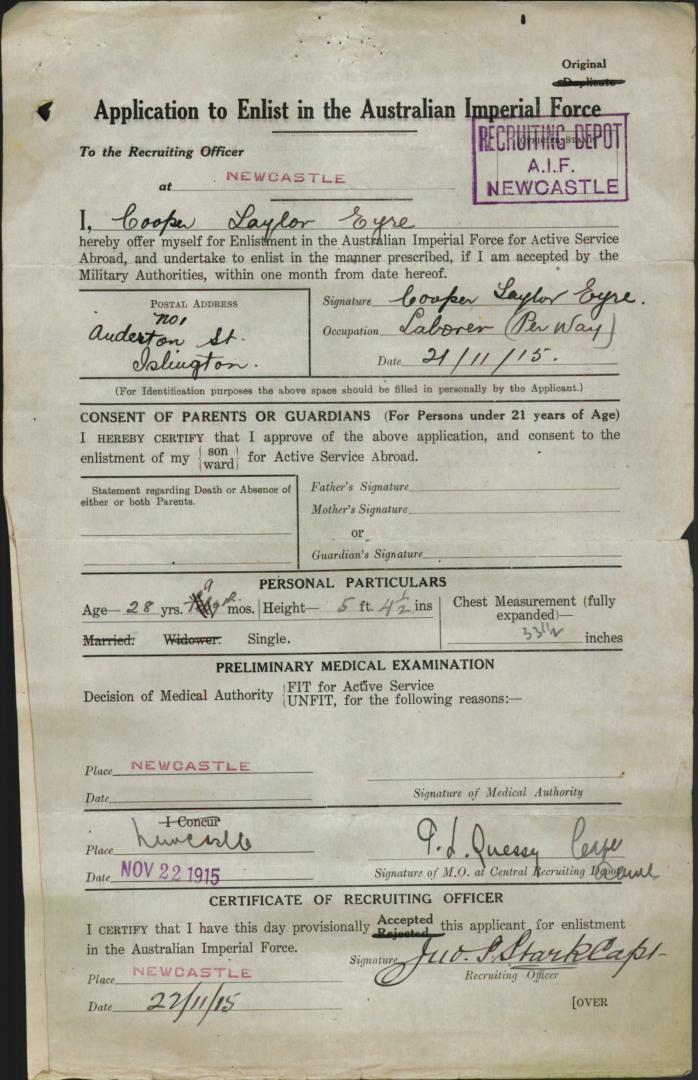 Original
Duplicate
Application to Enlist in the Australian Imperial Force
OFFICE STAMP
RECRUITING DEPOT
A.I.F.
NEWCASTLE
To the Recruiting Officer
at NEWCASTLE
I, Cooper Taylor Eyre
hereby offer myself for Enlistment in the Australian Imperial Force for Active Service
Abroad, and undertake to enlist in the manner prescribed, if I am accepted by the
Military Authorities, within one month from date hereof.
POSTAL ADDRESS
no 1
Anderton St.
Islington.
Signature Cooper Taylor Eyre.
Occupation Laborer (Per Way)
Date 21/11/15.
(For Identification purposes the above space should be filled in personally by the Applicant.)
CONSENT OF PARENTS OR GUARDIANS (For Persons under 21 years of Age)
I HEREBY CERTIFY that I approve of the above application, and consent to the
enlistment of my { son ward } for Active Service Abroad.
Statement regarding Death or Absence of
either or both Parents.
Father's Signature
Mother's Signature
or
Guardian's Signature
PERSONAL PARTICULARS
Age— 28 yrs. 9 mos. Height— 5 ft. 4½ ins
Chest Measurement (fully
expanded)—
33½ inches
Married. Widower. Single.
PRELIMINARY MEDICAL EXAMINATION
Decision of Medical Authority { FIT for Active Service
UNFIT, for the following reasons:—
Place NEWCASTLE
Date
Signature of Medical Authority
I Concur
Place Newcastle
Date NOV 22 1915
Signature of M.O. at Central Recruiting Depot
CERTIFICATE OF RECRUITING OFFICER
I CERTIFY that I have this day provisionally Accepted Rejected this applicant for enlistment
in the Australian Imperial Force.
Signature Jno. S. Stark Capt
Recruiting Officer
Place NEWCASTLE
Date 22/11/15
[OVER